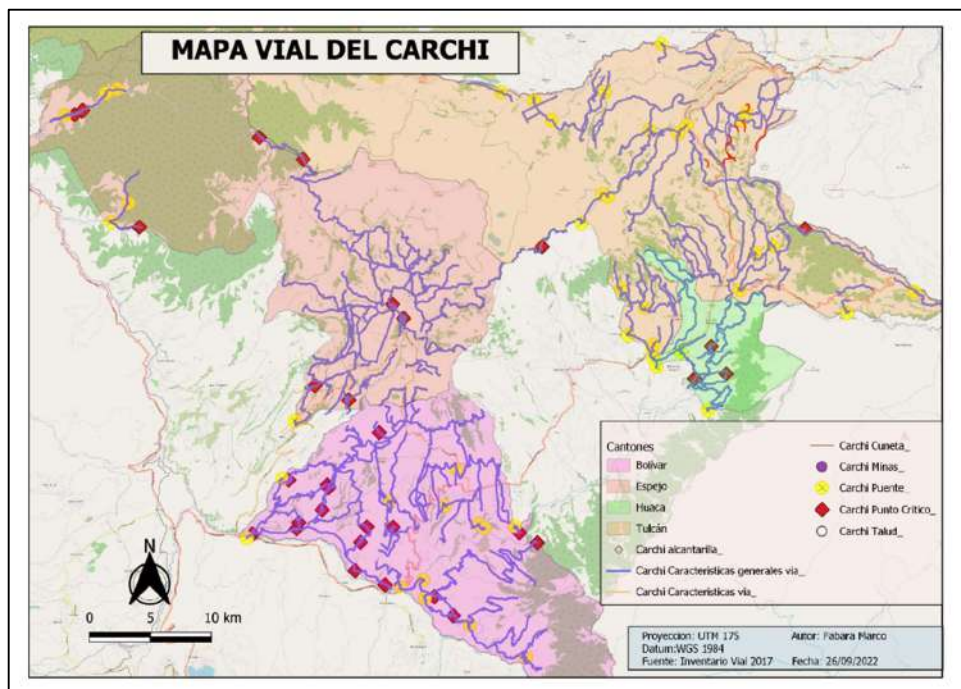 MAPA VIAL DEL CARCHI
N
0 5 10 km
Cantones
Bolívar
Espejo
Huaca
Tulcán
Carchi alcantarilla_
Carchi Caracteristicas generales via_
Carchi Caracteristicas via_
Carchi Cuneta_
Carchi Minas_
Carchi Puente_
Carchi Punto Critico_
Carchi Talud_
Proyeccion: UTM 17S Autor: Fabara Marco
Datum:WGS 1984
Fuente: Inventario Vial 2017 Fecha: 26/09/2022